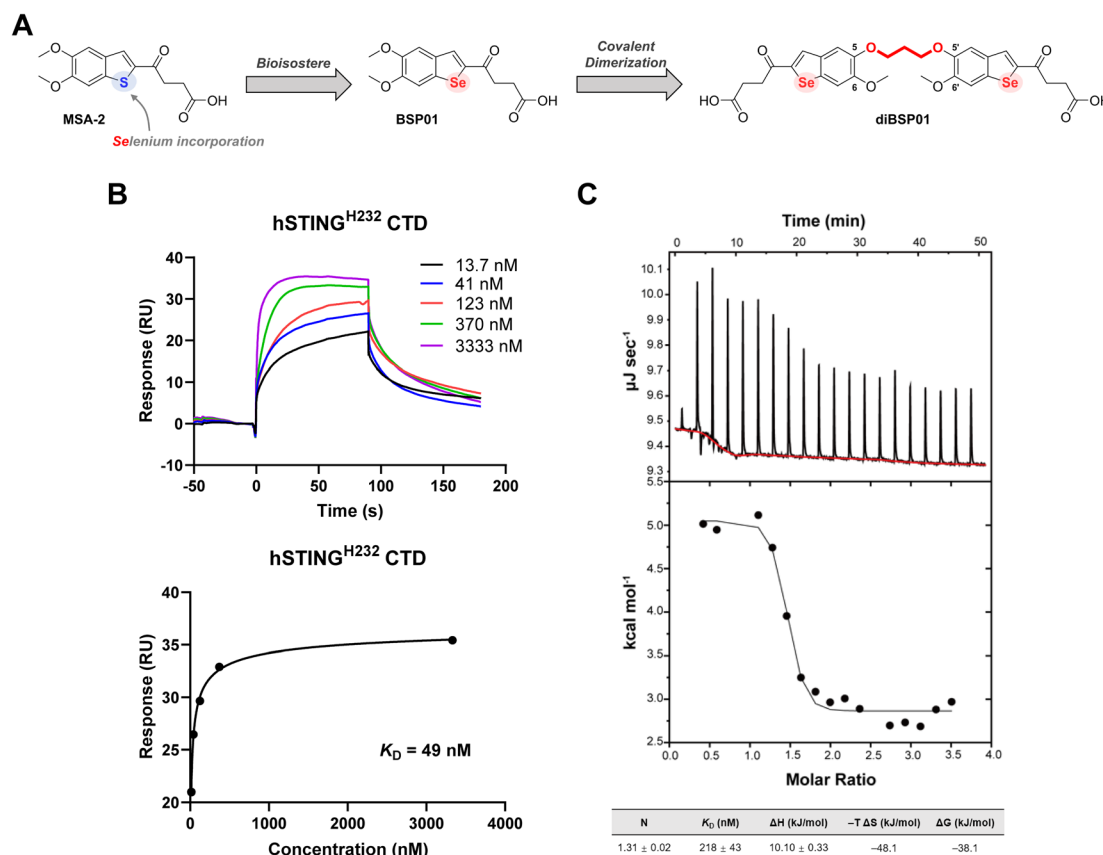 A
MSA-2
Selenium incorporation
Bioisostere
BSP01
Covalent
Dimerization
diBSP01
O
O
S
O
O
OH
O
O
Se
O
O
OH
HO
O
O
Se
5
6
O
O
O
O
5'
6'
Se
O
O
OH
B
hSTING^H232 CTD
Response (RU)
40
30
20
10
0
-10
-50
0
50
100
150
200
Time (s)
13.7 nM
41 nM
123 nM
370 nM
3333 nM
hSTING^H232 CTD
Response (RU)
40
35
30
25
20
0
1000
2000
3000
4000
Concentration (nM)
KD = 49 nM
C
Time (min)
0
10
20
30
40
50
µJ sec-1
10.1
10.0
9.9
9.8
9.7
9.6
9.5
9.4
9.3
kcal mol-1
5.5
5.0
4.5
4.0
3.5
3.0
2.5
0.0
0.5
1.0
1.5
2.0
2.5
3.0
3.5
4.0
Molar Ratio
N KD (nM) ΔH (kJ/mol) –T ΔS (kJ/mol) ΔG (kJ/mol)
1.31 ± 0.02 218 ± 43 10.10 ± 0.33 –48.1 –38.1